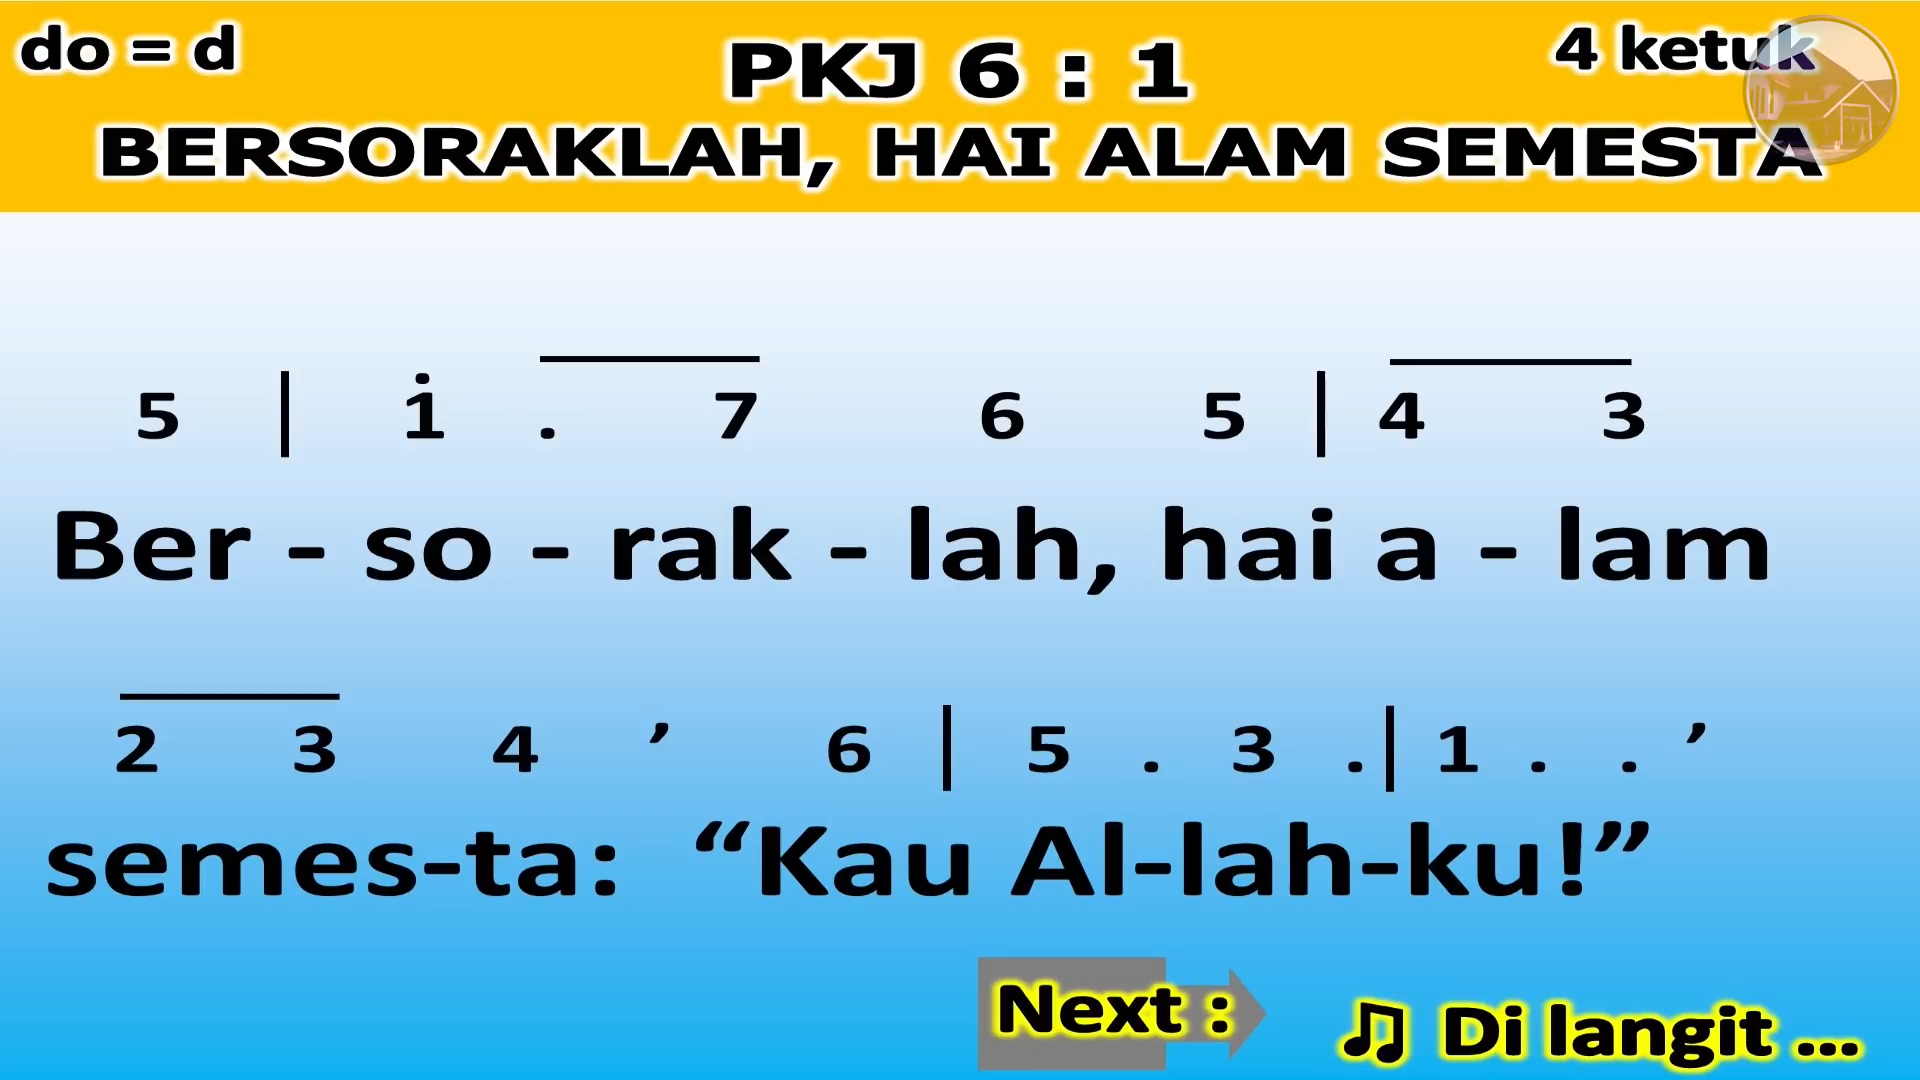 do = d
PKJ 6 : 1
4 ketuk
BERSORAKLAH, HAI ALAM SEMESTA
5 | i . 7 6 5 | 4 3
Ber - so - rak - lah, hai a - lam
2 3 4 ’ 6 | 5 . 3 . | 1 . . ’
semes-ta: “Kau Al-lah-ku!”
Next :
♫ Di langit ...